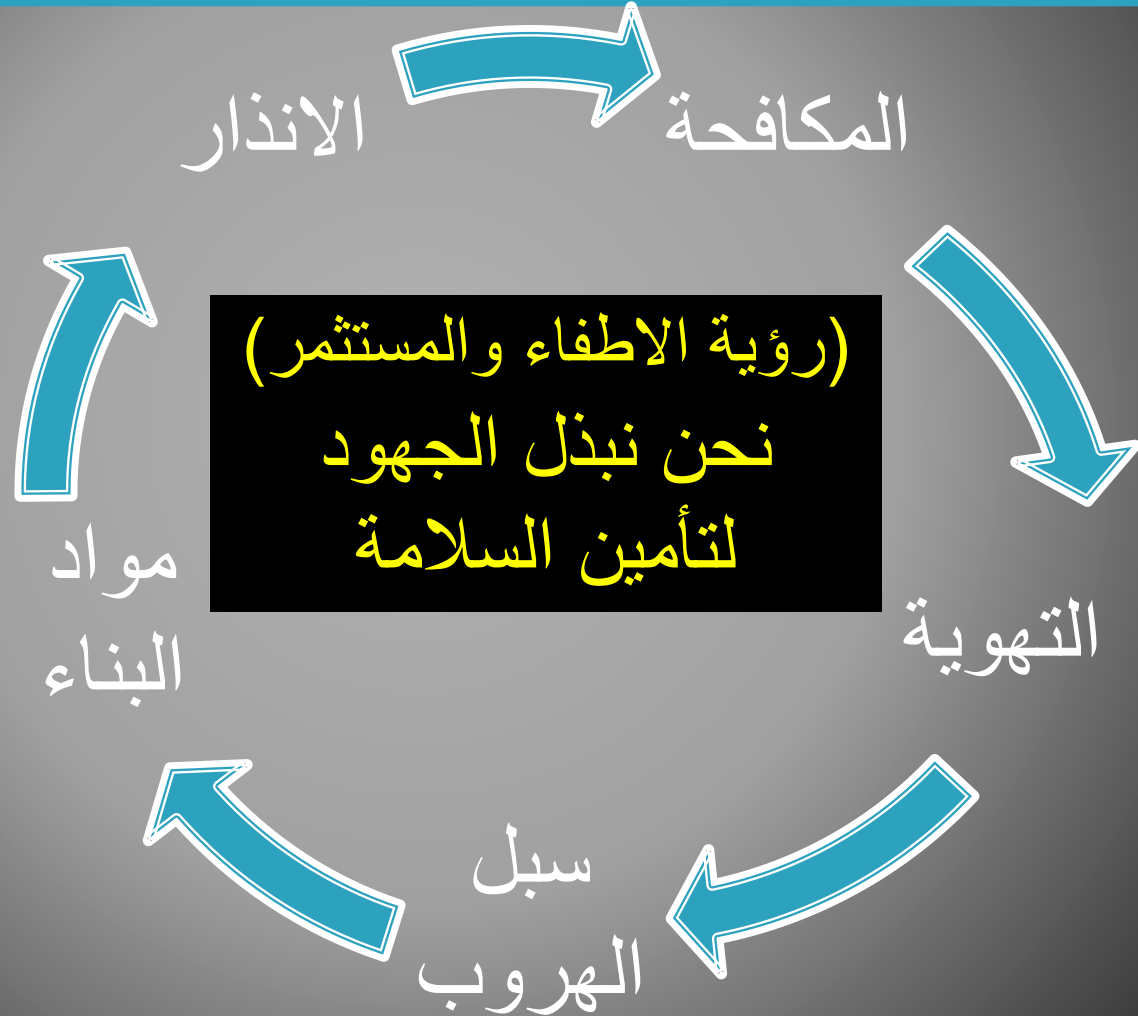 الانذار
المكافحة
(رؤية الاطفاء والمستثمر)
نحن نبذل الجهود
لتأمين السلامة
التهوية
سبل
الهروب
مواد
البناء